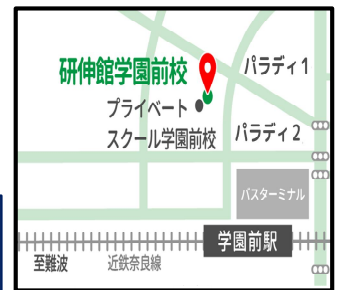 研伸館学園前校
パラディ1
プライベート
スクール学園前校
パラディ2
バスターミナル
学園前駅
至難波
近鉄奈良線